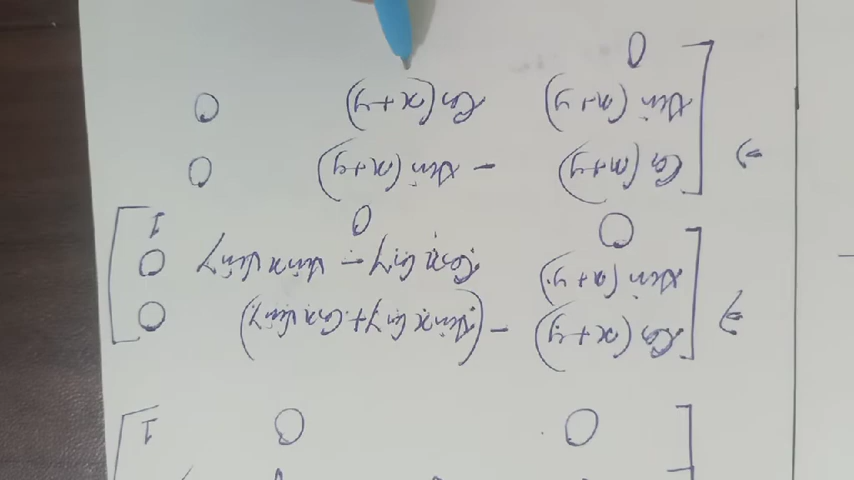 0 0 1
⇒ [ Cos (x+y) - (sinx Cosy + Cosx siny) 0
sin (x+y) Cosx Cosy - sinx siny 0
0 0 1 ]
⇒ [ Cos (x+y) - sin (x+y) 0
sin (x+y) Cos (x+y) 0
0